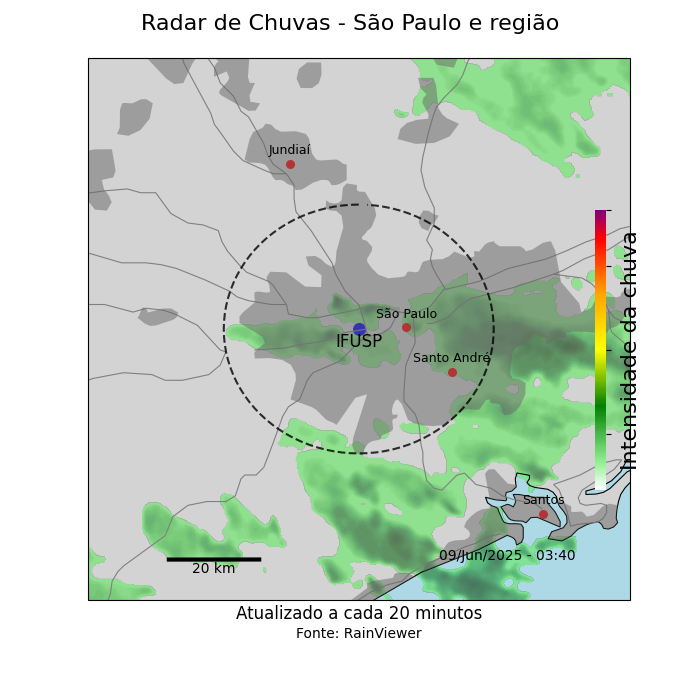 Radar de Chuvas - São Paulo e região
Jundiaí
São Paulo
IFUSP
Santo André
Intensidade da chuva
Santos
09/Jun/2025 - 03:40
20 km
Atualizado a cada 20 minutos
Fonte: RainViewer